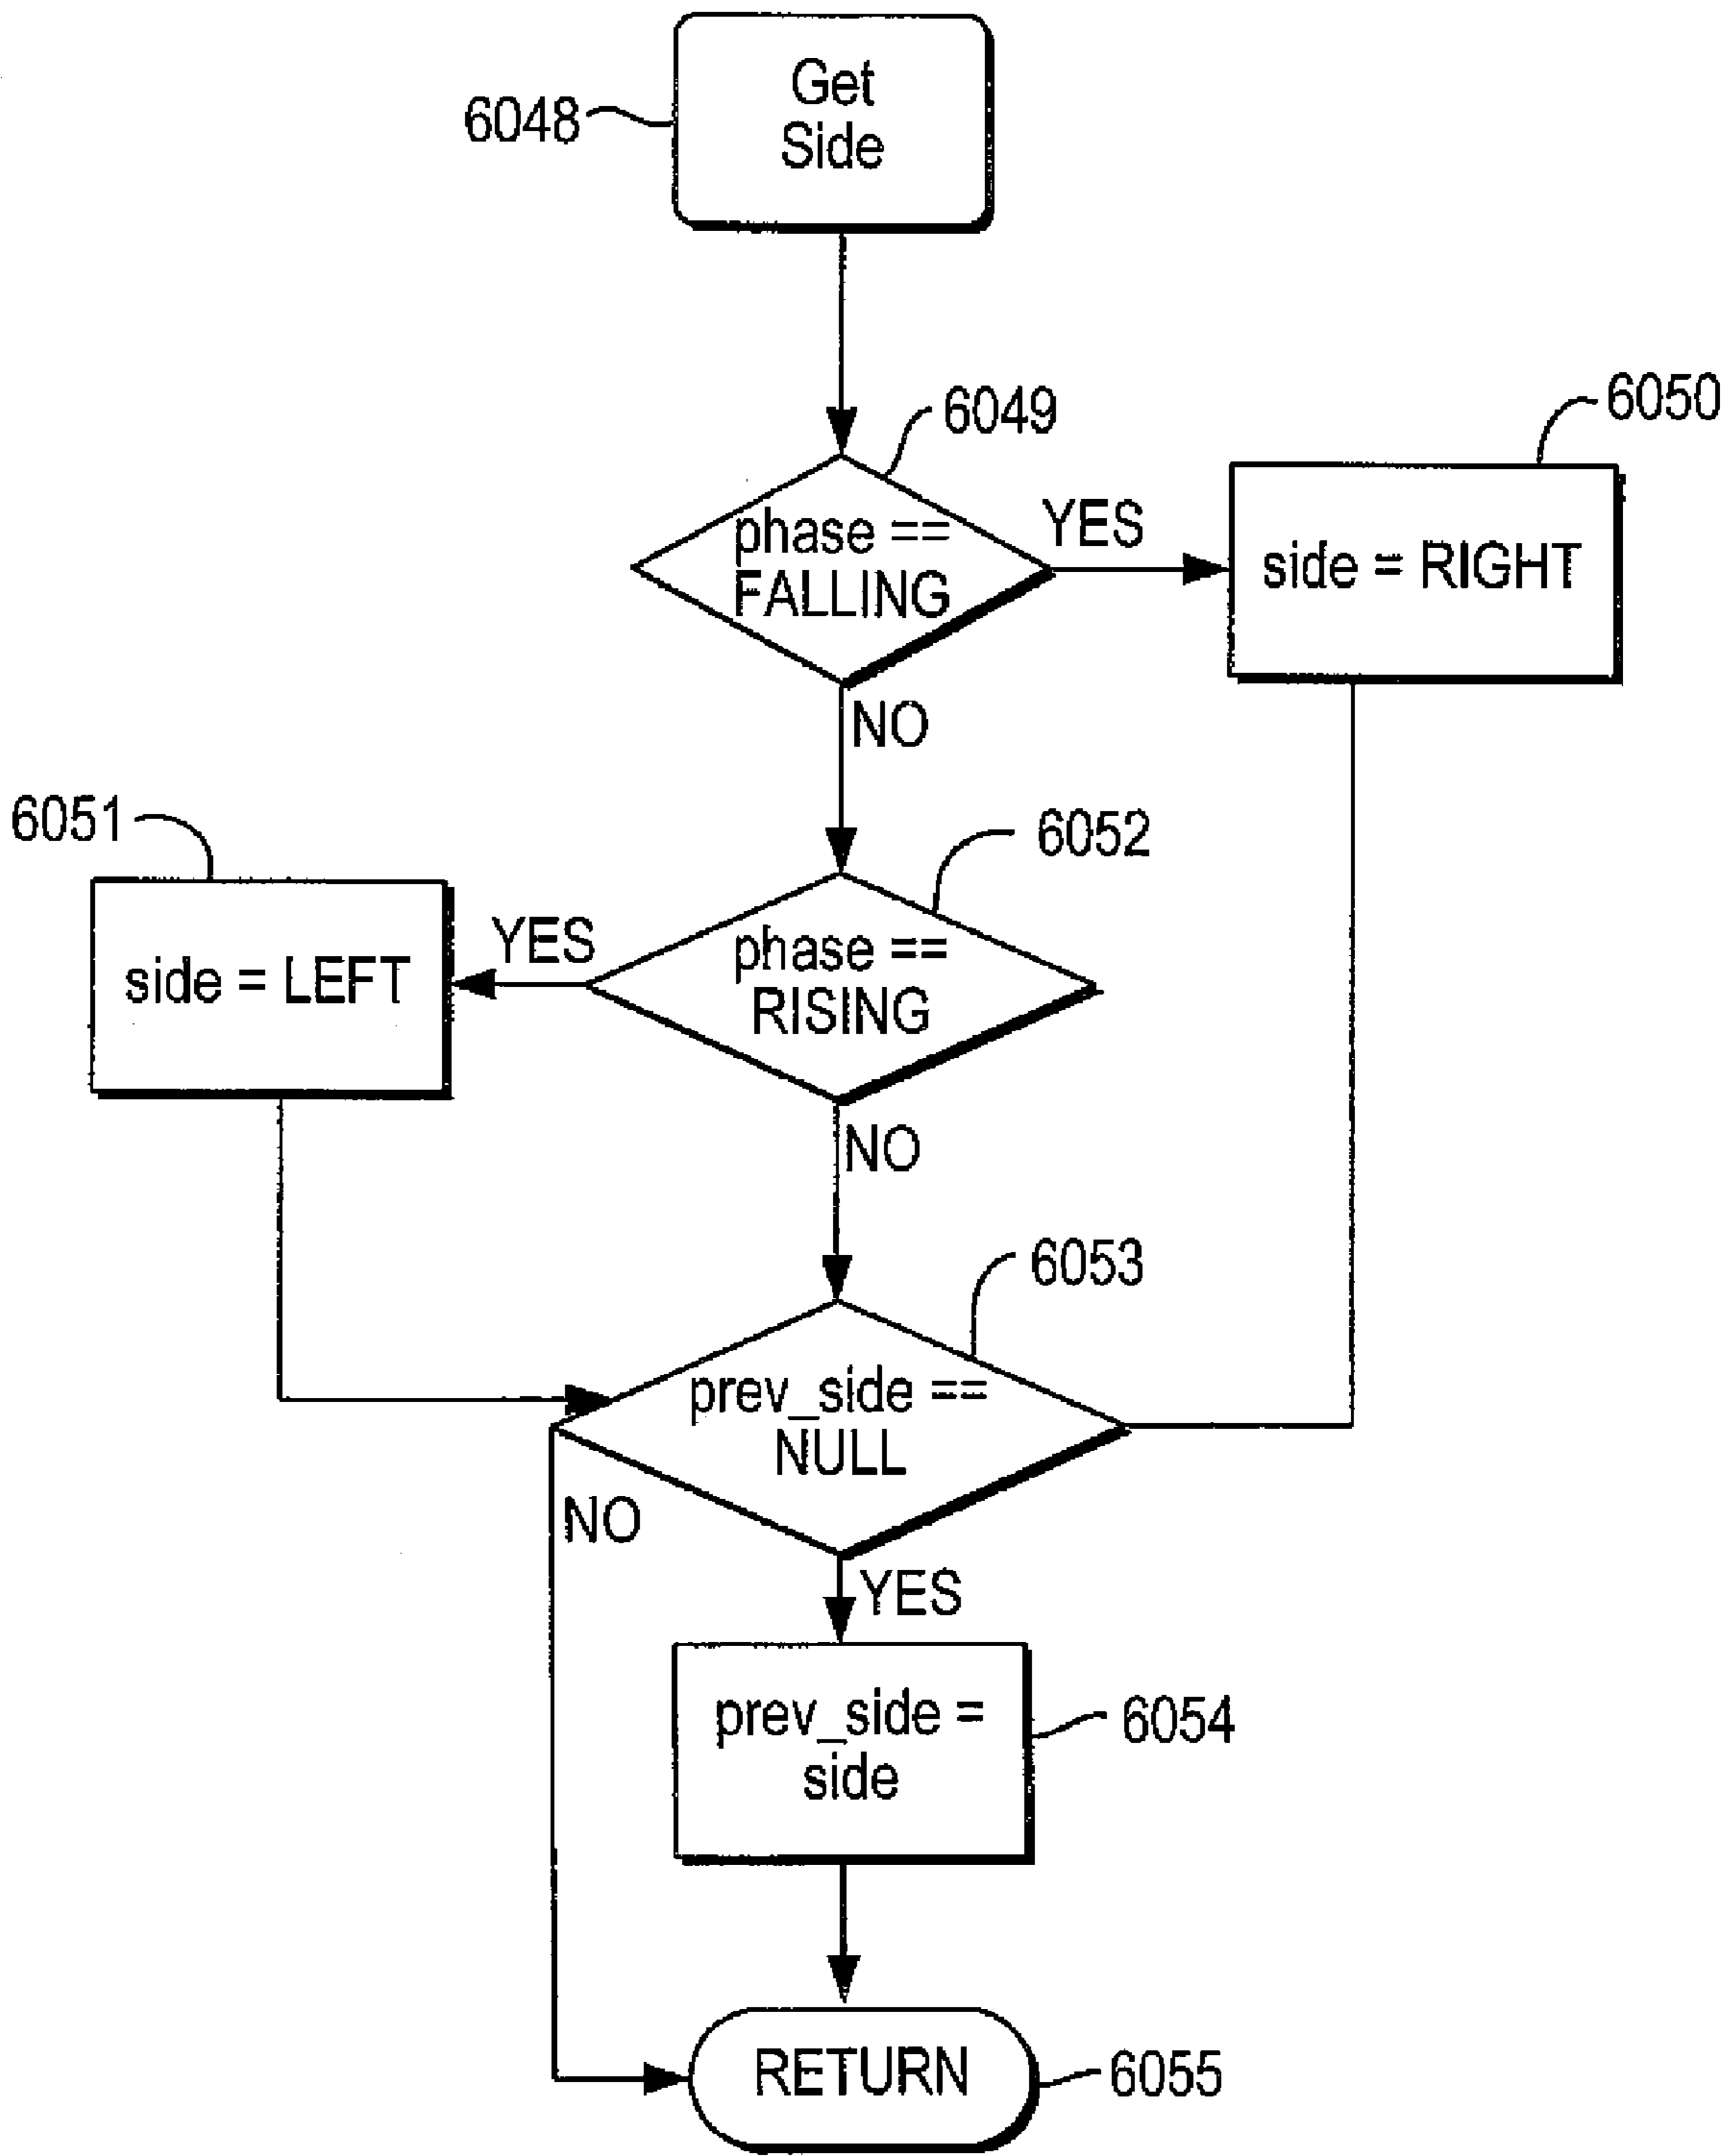 Get
Side
6048
6049
phase ==
FALLING
YES
6050
side = RIGHT
NO
6051
6052
side = LEFT
YES
phase ==
RISING
NO
6053
prev_side ==
NULL
NO
YES
prev_side =
side
6054
RETURN
6055